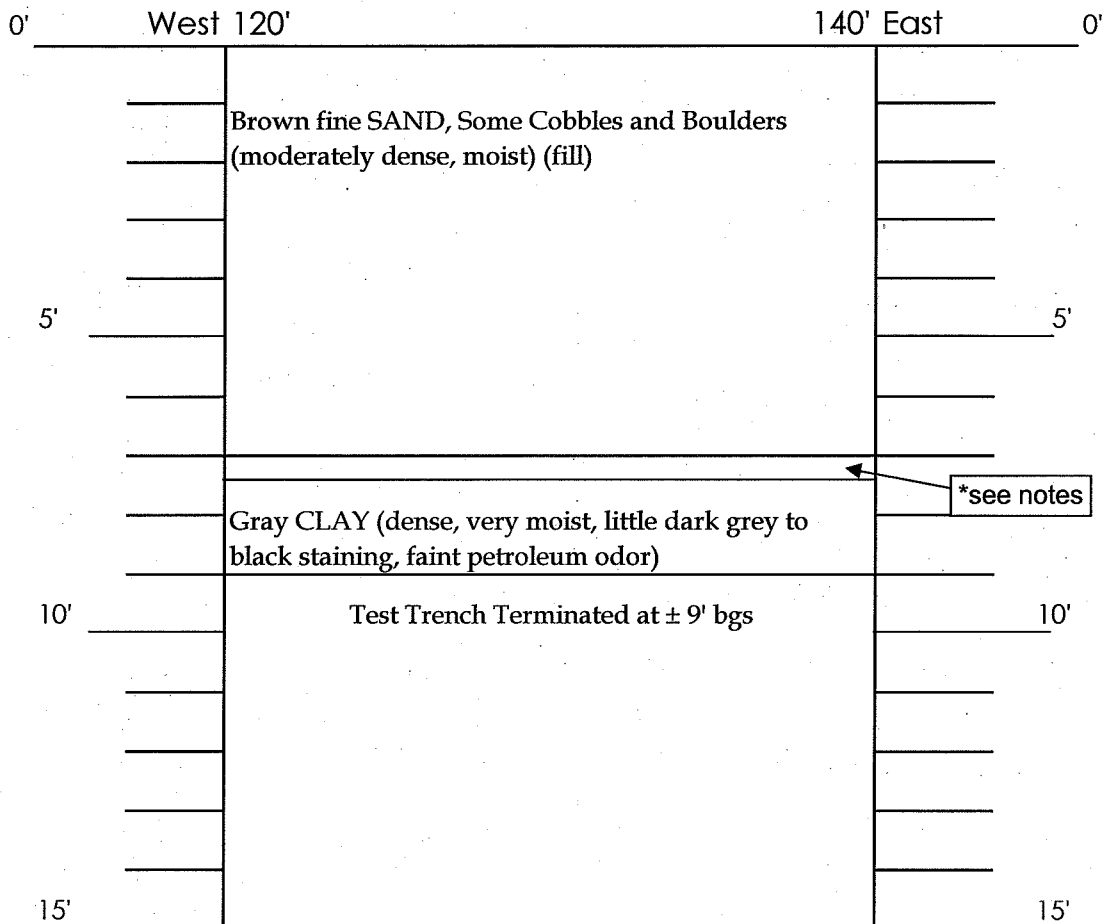 0' West 120' 140' East 0'
Brown fine SAND, Some Cobbles and Boulders
(moderately dense, moist) (fill)
5' 5'
*see notes
Gray CLAY (dense, very moist, little dark grey to
black staining, faint petroleum odor)
10' Test Trench Terminated at ± 9' bgs 10'
15' 15'